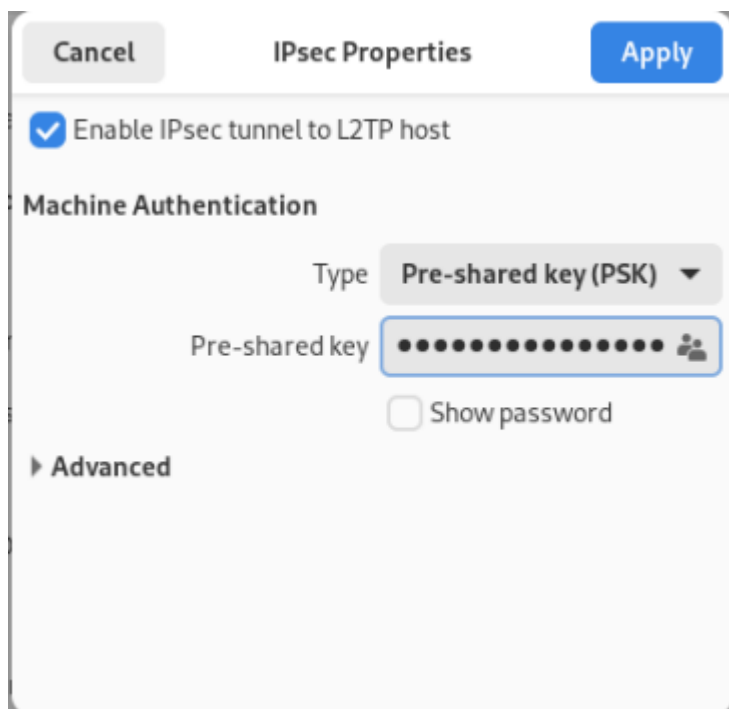 Cancel IPsec Properties Apply
Enable IPsec tunnel to L2TP host
Machine Authentication
Type Pre-shared key (PSK)
Pre-shared key •••••••••••••••
Show password
Advanced